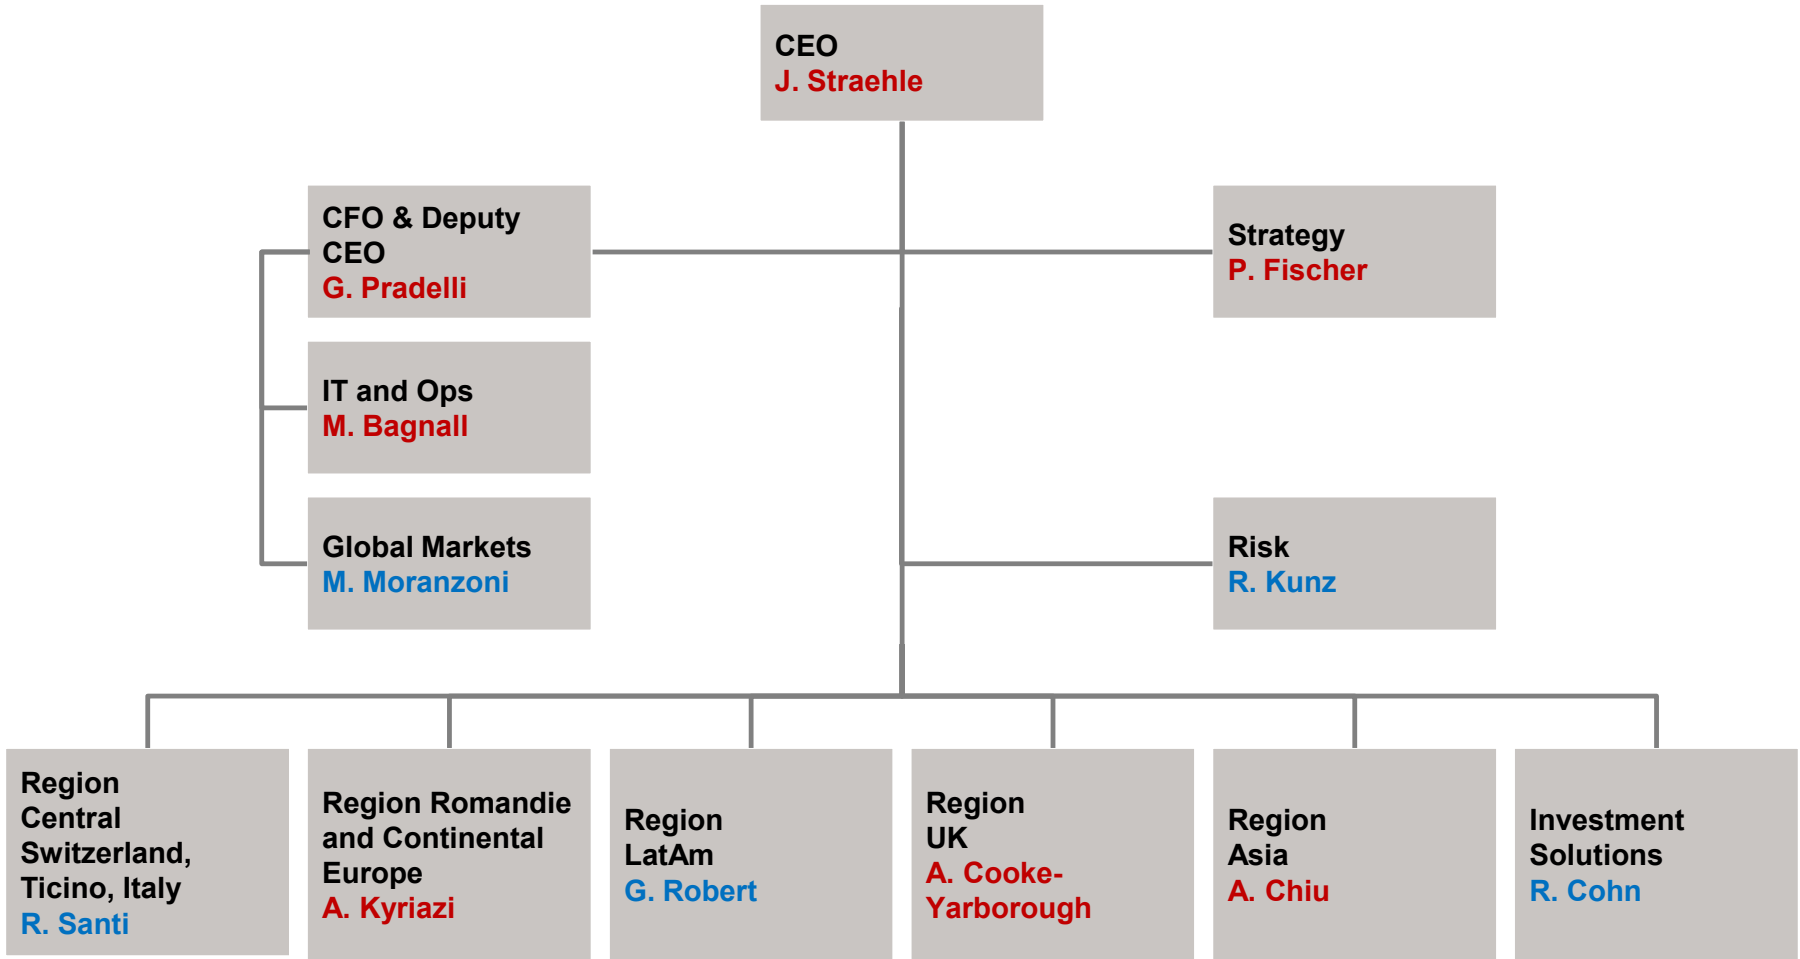 CEO
J. Straehle
CFO & Deputy
CEO
G. Pradelli
Strategy
P. Fischer
IT and Ops
M. Bagnall
Global Markets
M. Moranzoni
Risk
R. Kunz
Region
Central
Switzerland,
Ticino, Italy
R. Santi
Region Romandie
and Continental
Europe
A. Kyriazi
Region
LatAm
G. Robert
Region
UK
A. Cooke-
Yarborough
Region
Asia
A. Chiu
Investment
Solutions
R. Cohn